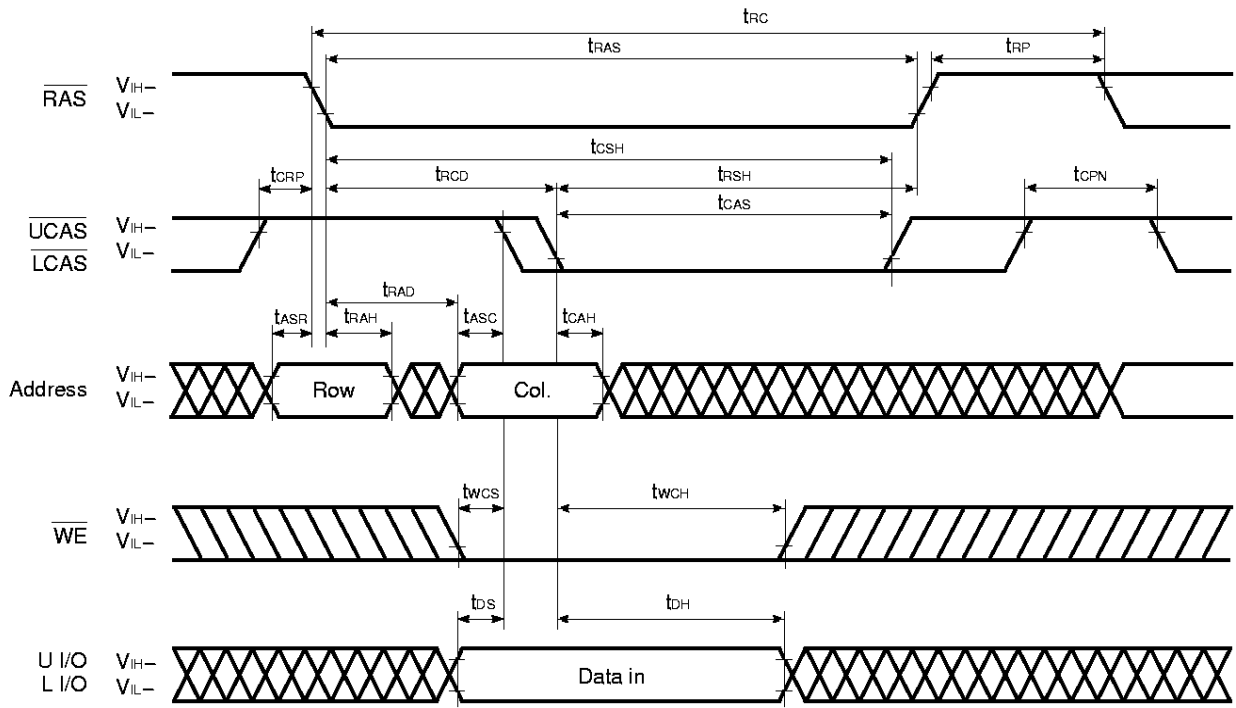 tRC
tRAS
tRP
RAS
VIH–
VIL–
tCSH
tCRP
tRCD
tRSH
tCPN
tCAS
UCAS
LCAS
VIH–
VIL–
tRAD
tASR
tRAH
tASC
tCAH
Address
VIH–
VIL–
Row
Col.
tWCS
tWCH
WE
VIH–
VIL–
tDS
tDH
U I/O
L I/O
VIH–
VIL–
Data in